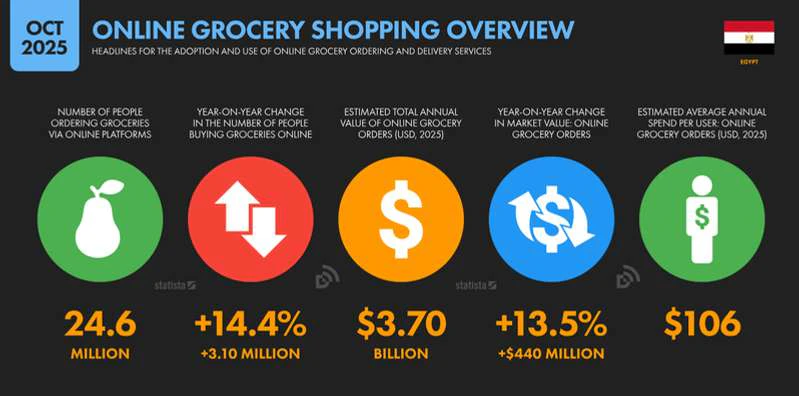 OCT
2025
ONLINE GROCERY SHOPPING OVERVIEW
HEADLINES FOR THE ADOPTION AND USE OF ONLINE GROCERY ORDERING AND DELIVERY SERVICES
EGYPT
NUMBER OF PEOPLE
ORDERING GROCERIES
VIA ONLINE PLATFORMS
YEAR-ON-YEAR CHANGE
IN THE NUMBER OF PEOPLE
BUYING GROCERIES ONLINE
ESTIMATED TOTAL ANNUAL
VALUE OF ONLINE GROCERY
ORDERS (USD, 2025)
YEAR-ON-YEAR CHANGE
IN MARKET VALUE: ONLINE
GROCERY ORDERS
ESTIMATED AVERAGE ANNUAL
SPEND PER USER: ONLINE
GROCERY ORDERS (USD, 2025)
$
$
$
statista
statista
24.6
MILLION
+14.4%
+3.10 MILLION
$3.70
BILLION
+13.5%
+$440 MILLION
$106